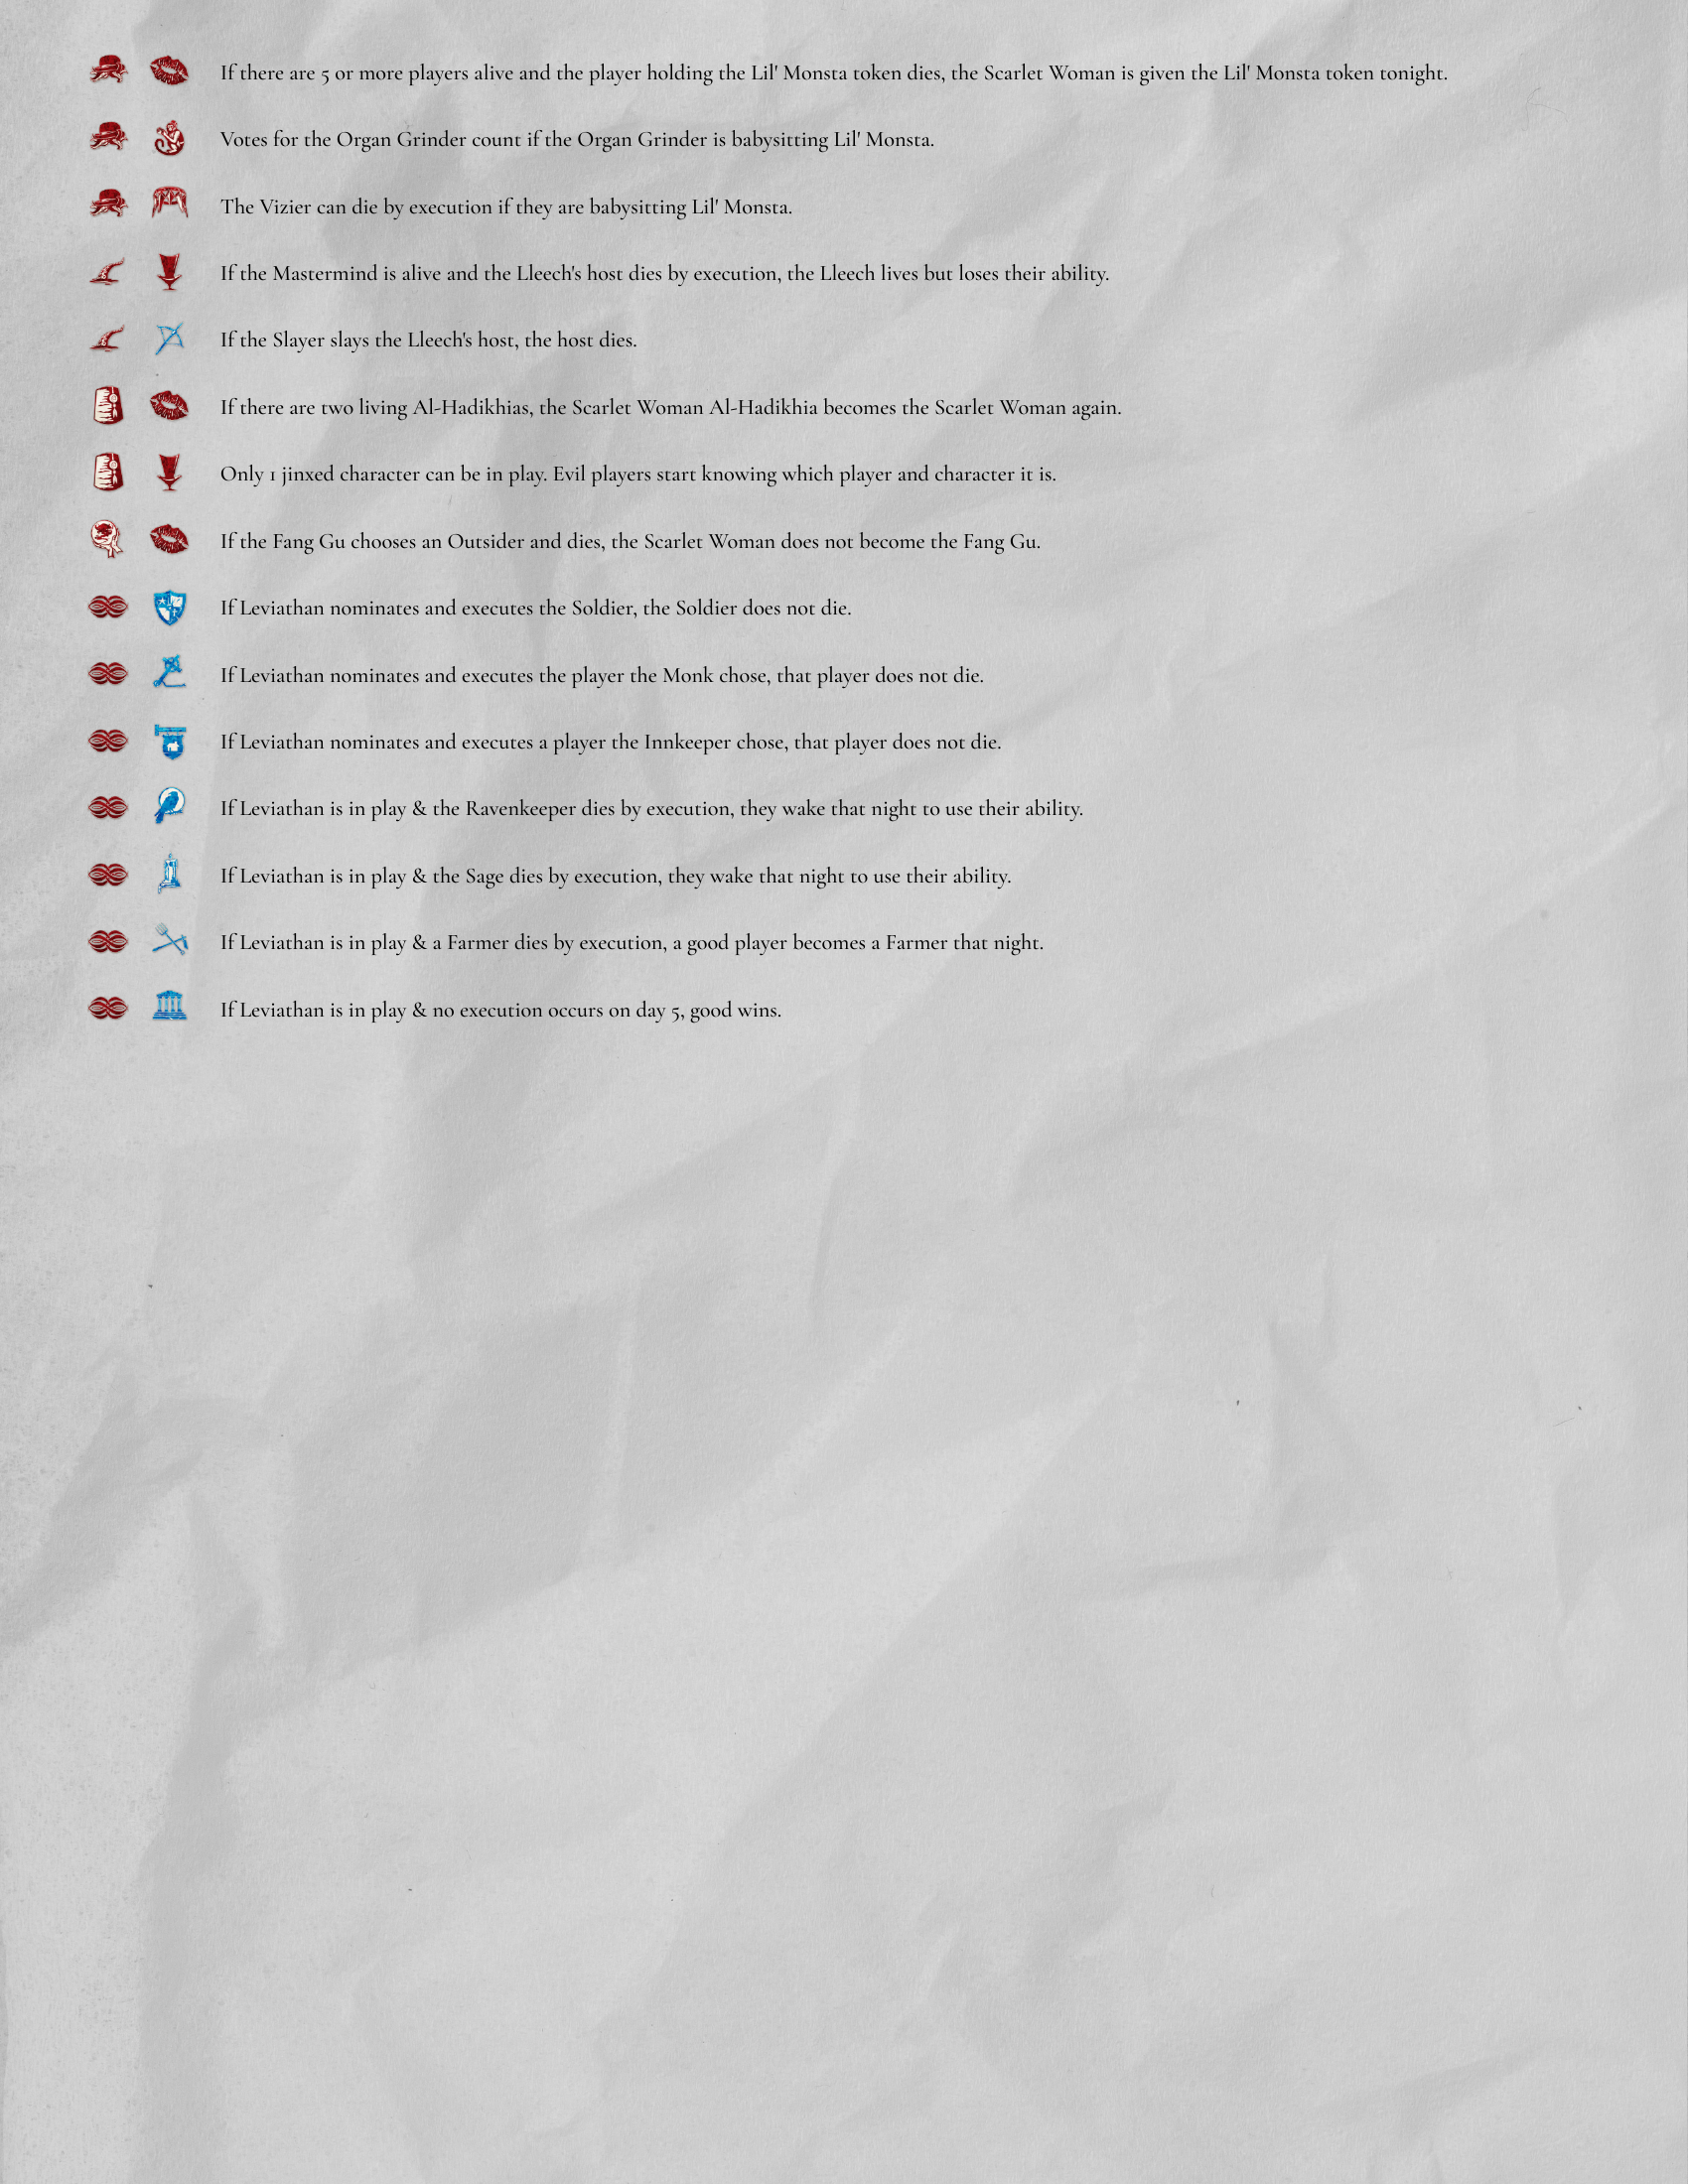 If there are 5 or more players alive and the player holding the Lil' Monsta token dies, the Scarlet Woman is given the Lil' Monsta token tonight.
Votes for the Organ Grinder count if the Organ Grinder is babysitting Lil' Monsta.
The Vizier can die by execution if they are babysitting Lil' Monsta.
If the Mastermind is alive and the Lleech's host dies by execution, the Lleech lives but loses their ability.
If the Slayer slays the Lleech's host, the host dies.
If there are two living Al-Hadikhias, the Scarlet Woman Al-Hadikhia becomes the Scarlet Woman again.
Only 1 jinxed character can be in play. Evil players start knowing which player and character it is.
If the Fang Gu chooses an Outsider and dies, the Scarlet Woman does not become the Fang Gu.
If Leviathan nominates and executes the Soldier, the Soldier does not die.
If Leviathan nominates and executes the player the Monk chose, that player does not die.
If Leviathan nominates and executes a player the Innkeeper chose, that player does not die.
If Leviathan is in play & the Ravenkeeper dies by execution, they wake that night to use their ability.
If Leviathan is in play & the Sage dies by execution, they wake that night to use their ability.
If Leviathan is in play & a Farmer dies by execution, a good player becomes a Farmer that night.
If Leviathan is in play & no execution occurs on day 5, good wins.